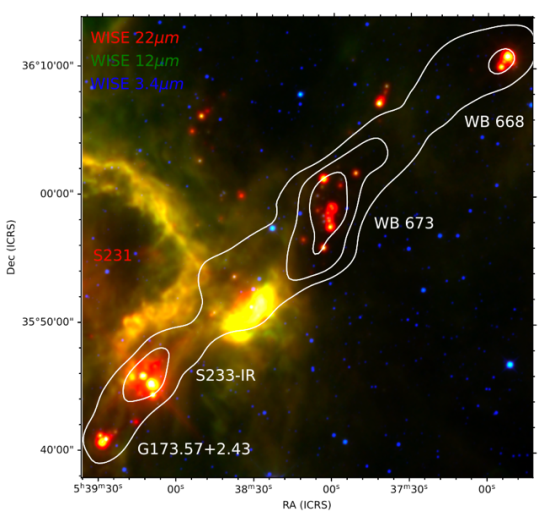 WISE 22μm
WISE 12μm
WISE 3.4μm
WB 668
WB 673
S231
S233-IR
G173.57+2.43
36°10'00"
00'00"
35°50'00"
40'00"
Dec (ICRS)
5ʰ39ᵐ30ˢ 00ˢ 38ᵐ30ˢ 00ˢ 37ᵐ30ˢ 00ˢ
RA (ICRS)